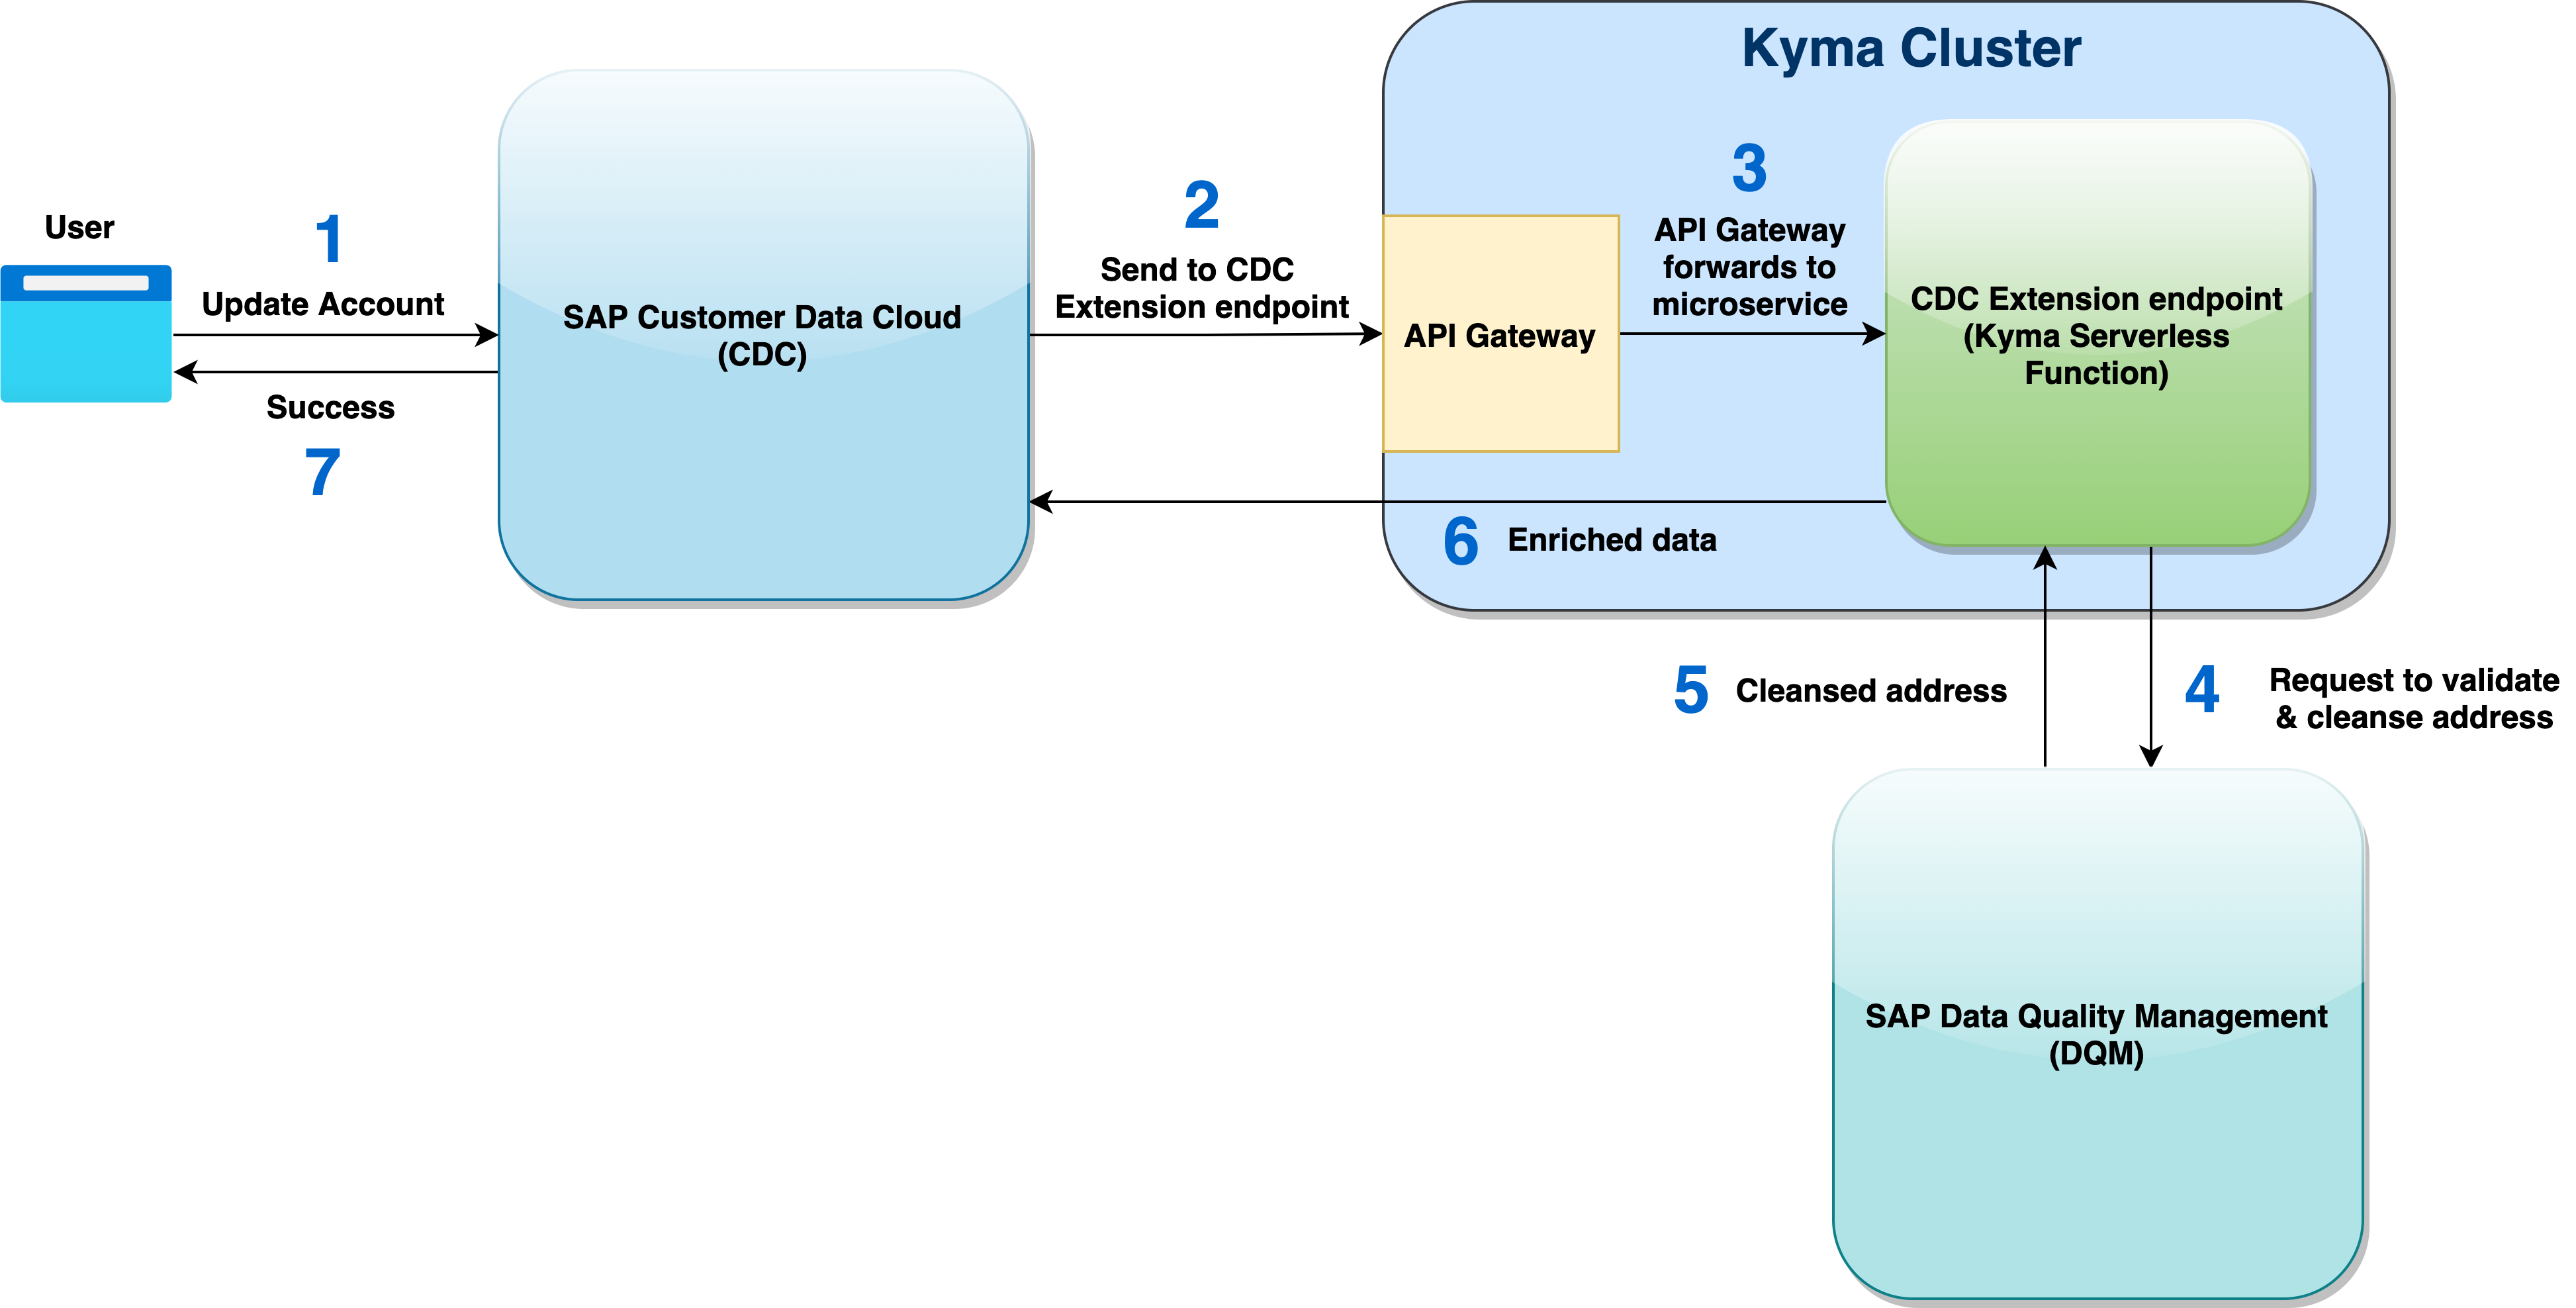 Kyma Cluster
User
1
Update Account
Success
7
SAP Customer Data Cloud
(CDC)
2
Send to CDC
Extension endpoint
API Gateway
3
API Gateway
forwards to
microservice
CDC Extension endpoint
(Kyma Serverless
Function)
6 Enriched data
5 Cleansed address
4
Request to validate
& cleanse address
SAP Data Quality Management
(DQM)